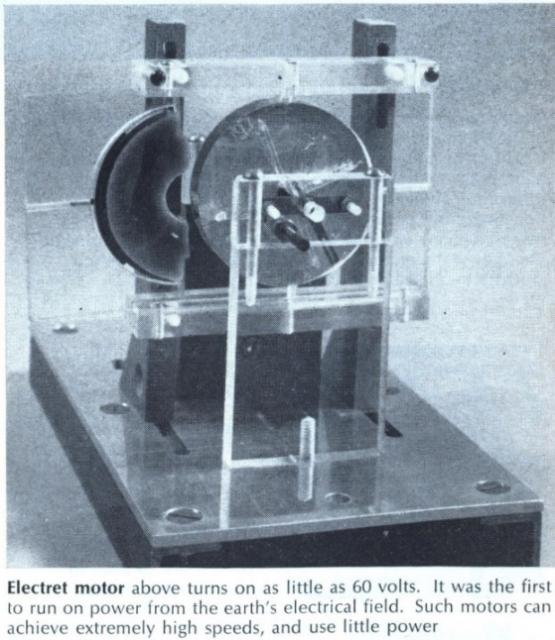 Electret motor above turns on as little as 60 volts. It was the first
to run on power from the earth's electrical field. Such motors can
achieve extremely high speeds, and use little power